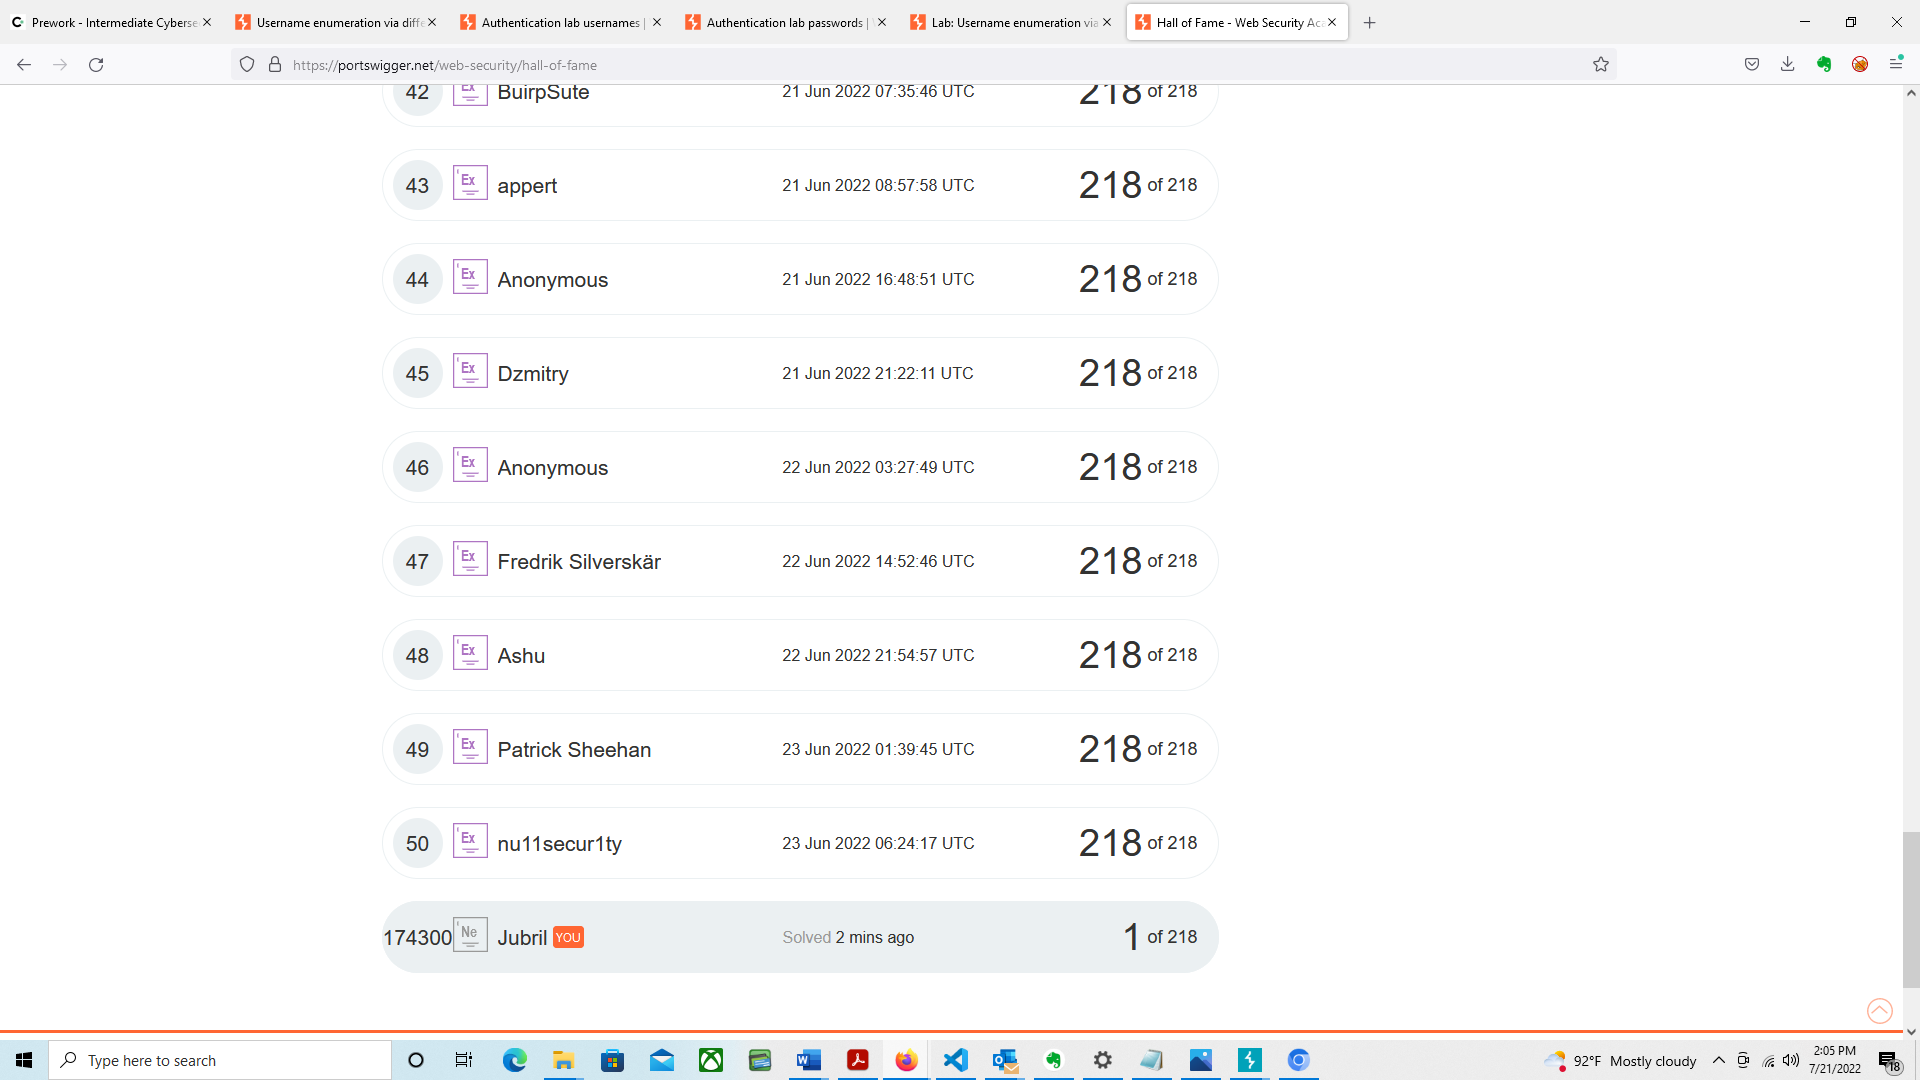 Prework - Intermediate Cyberse
Username enumeration via diffe
Authentication lab usernames |
Authentication lab passwords |
Lab: Username enumeration via
Hall of Fame - Web Security Aca
https://portswigger.net/web-security/hall-of-fame
42 Ex BuirpSute 21 Jun 2022 07:35:46 UTC 218 of 218
43 Ex appert 21 Jun 2022 08:57:58 UTC 218 of 218
44 Ex Anonymous 21 Jun 2022 16:48:51 UTC 218 of 218
45 Ex Dzmitry 21 Jun 2022 21:22:11 UTC 218 of 218
46 Ex Anonymous 22 Jun 2022 03:27:49 UTC 218 of 218
47 Ex Fredrik Silverskär 22 Jun 2022 14:52:46 UTC 218 of 218
48 Ex Ashu 22 Jun 2022 21:54:57 UTC 218 of 218
49 Ex Patrick Sheehan 23 Jun 2022 01:39:45 UTC 218 of 218
50 Ex nu11secur1ty 23 Jun 2022 06:24:17 UTC 218 of 218
174300 Ne Jubril YOU Solved 2 mins ago 1 of 218
Type here to search
92°F Mostly cloudy
2:05 PM
7/21/2022
18